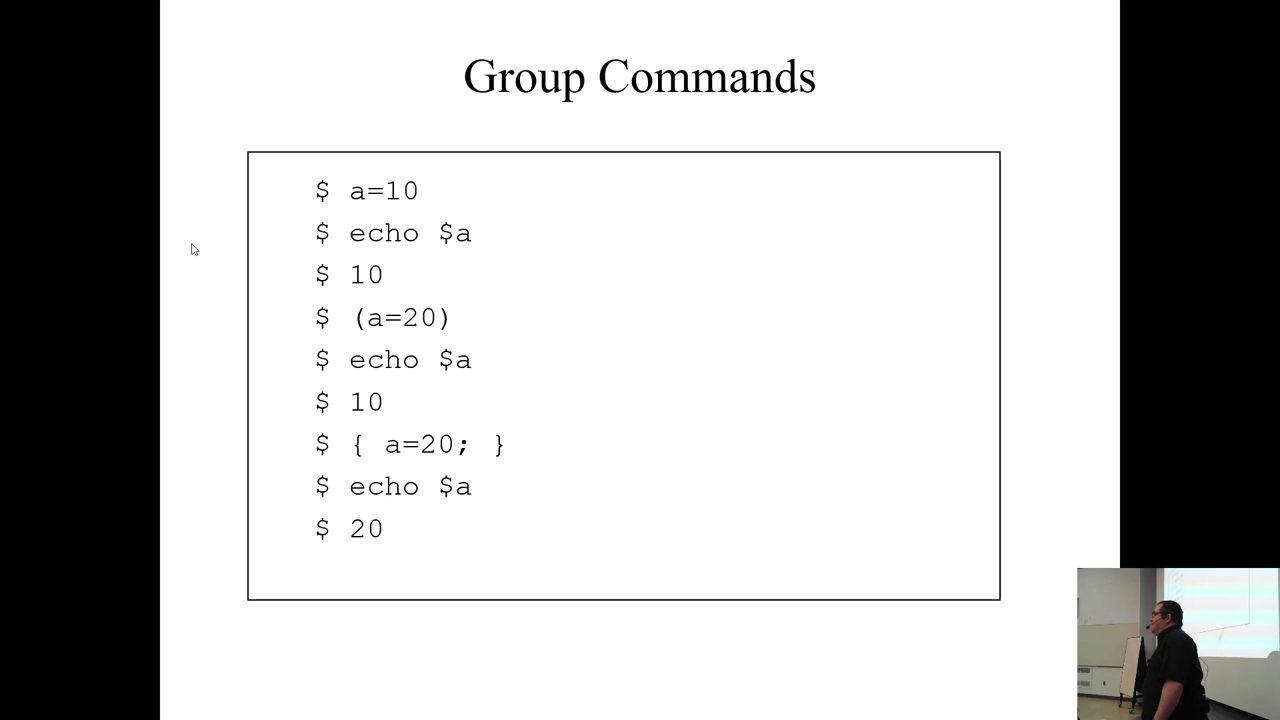 Group Commands
$ a=10
$ echo $a
$ 10
$ (a=20)
$ echo $a
$ 10
$ { a=20; }
$ echo $a
$ 20